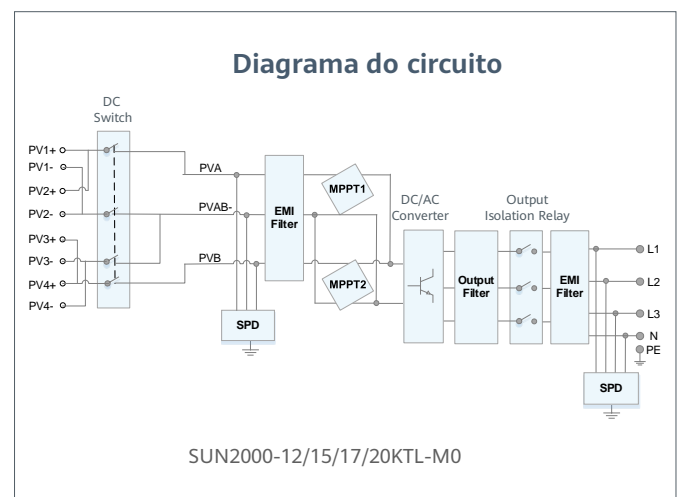 Diagrama do circuito
DC
Switch
PV1+
PV1-
PV2+
PV2-
PV3+
PV3-
PV4+
PV4-
PVA
PVAB-
PVB
EMI
Filter
MPPT1
MPPT2
SPD
DC/AC
Converter
Output
Filter
Output
Isolation Relay
EMI
Filter
L1
L2
L3
N
PE
SPD
SUN2000-12/15/17/20KTL-M0